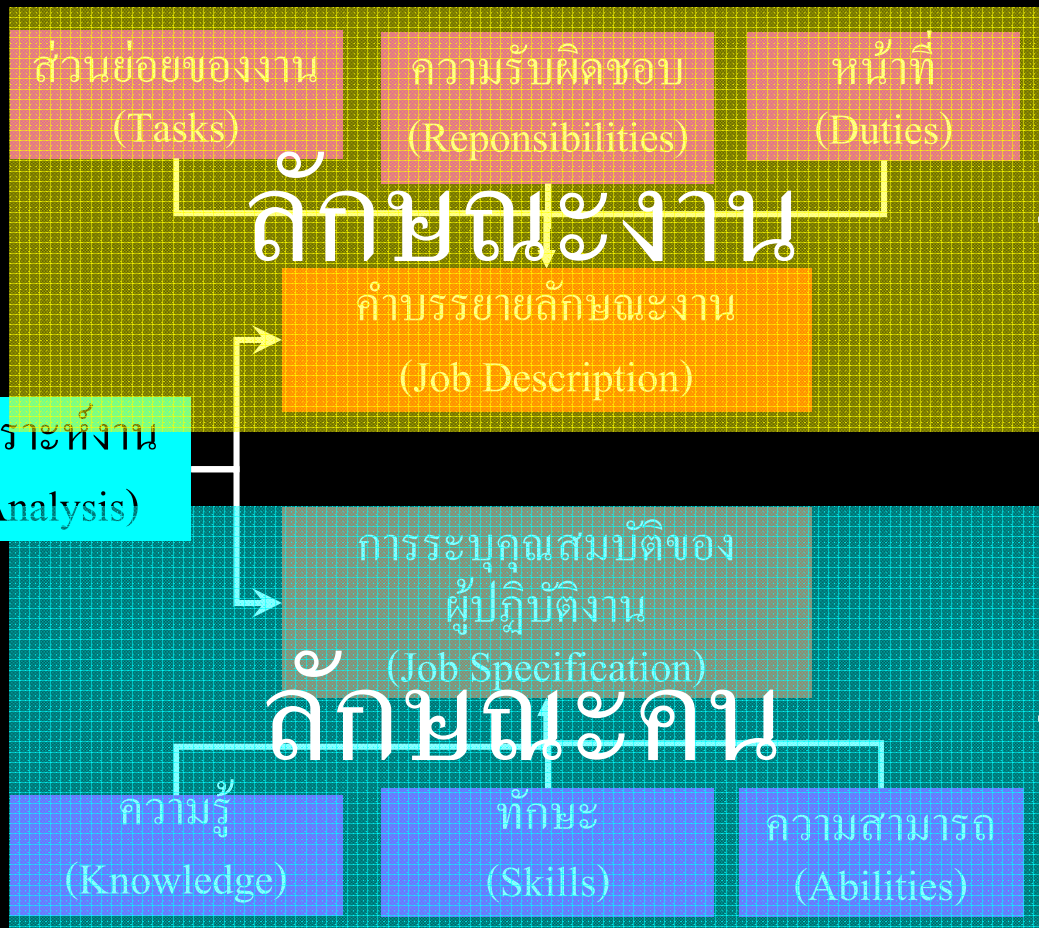 ส่วนย่อยของงาน
(Tasks)
ความรับผิดชอบ
(Reponsibilities)
หน้าที่
(Duties)
ลักษณะงาน
คำบรรยายลักษณะงาน
(Job Description)
ราะห์งาน
Analysis)
การระบุคุณสมบัติของ
ผู้ปฏิบัติงาน
(Job Specification)
ลักษณะคน
ความรู้
(Knowledge)
ทักษะ
(Skills)
ความสามารถ
(Abilities)